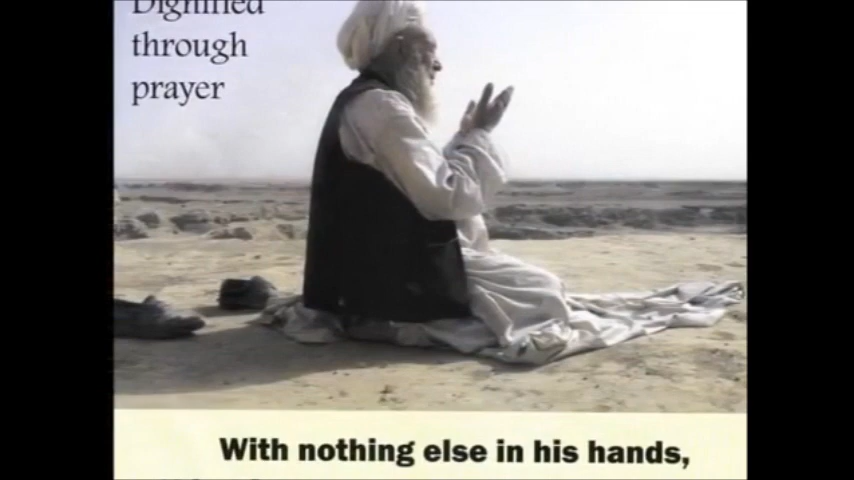 Dignified
through
prayer
With nothing else in his hands,